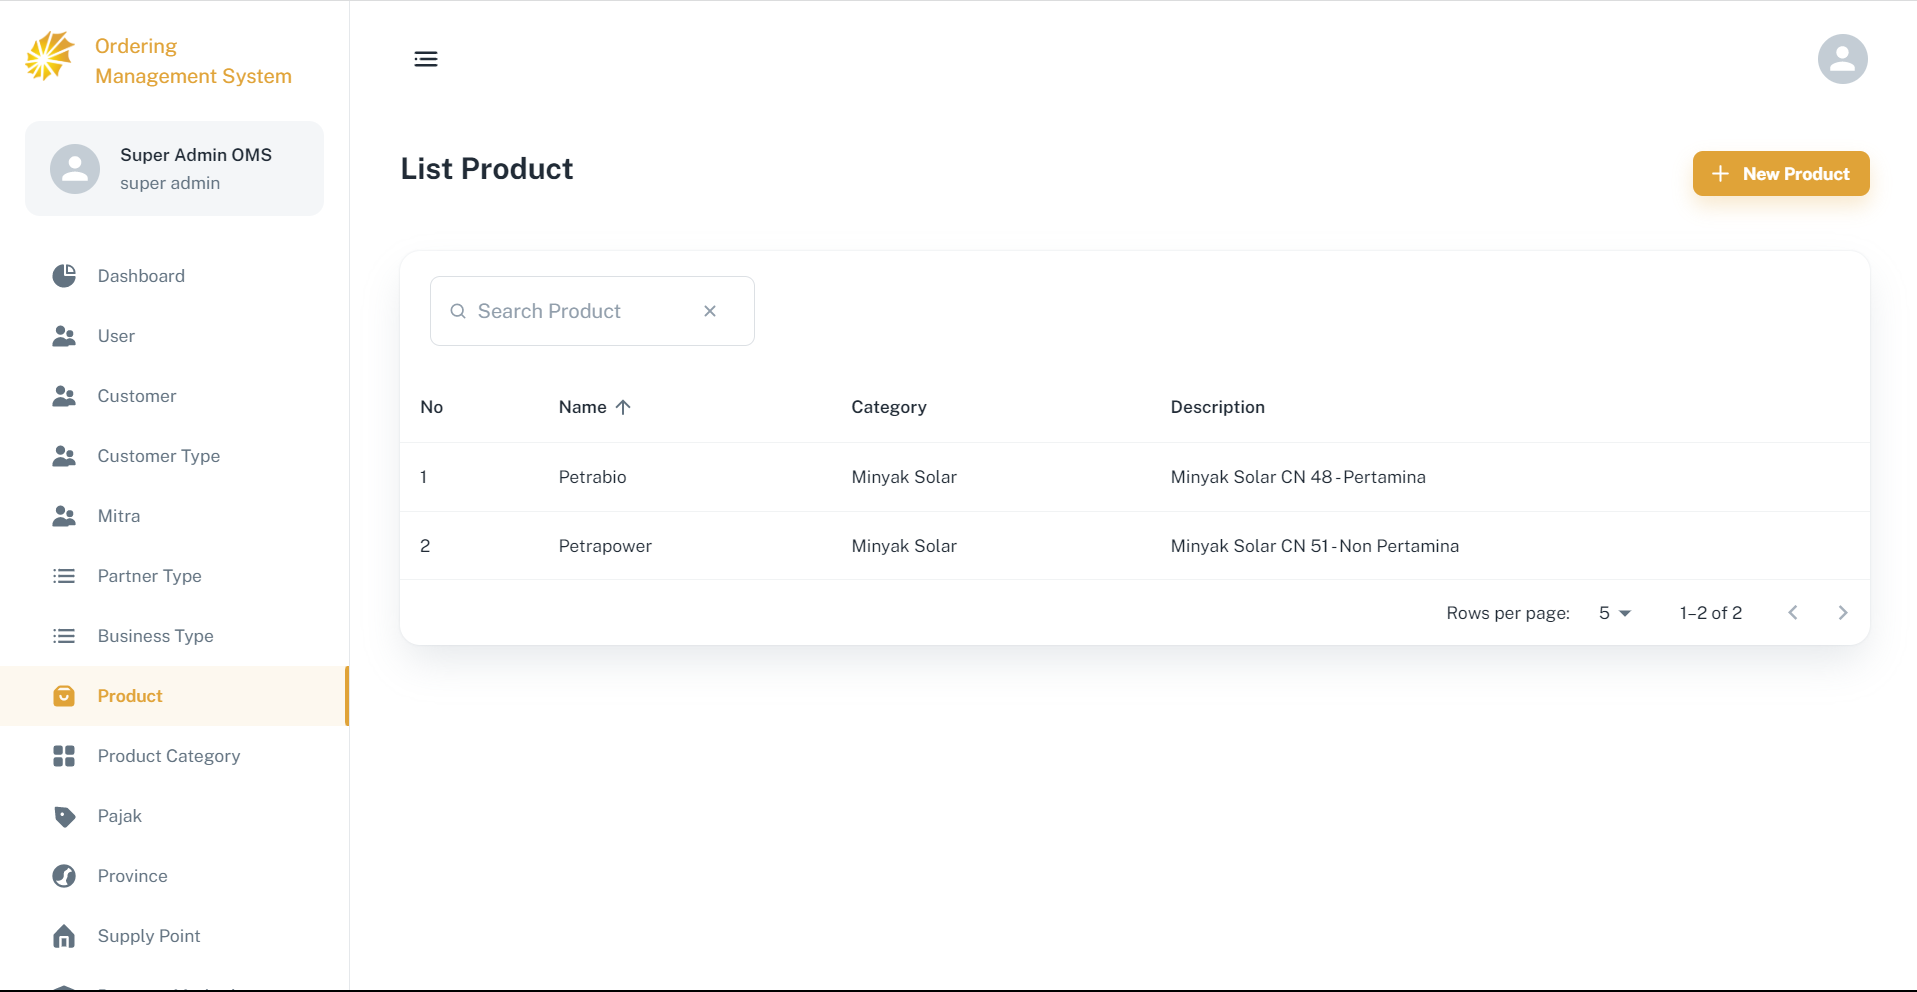 Ordering
Management System
Super Admin OMS
super admin
Dashboard
User
Customer
Customer Type
Mitra
Partner Type
Business Type
Product
Product Category
Pajak
Province
Supply Point
List Product
New Product
Search Product
No Name Category Description
1 Petrabio Minyak Solar Minyak Solar CN 48 - Pertamina
2 Petrapower Minyak Solar Minyak Solar CN 51 - Non Pertamina
Rows per page: 5 1–2 of 2